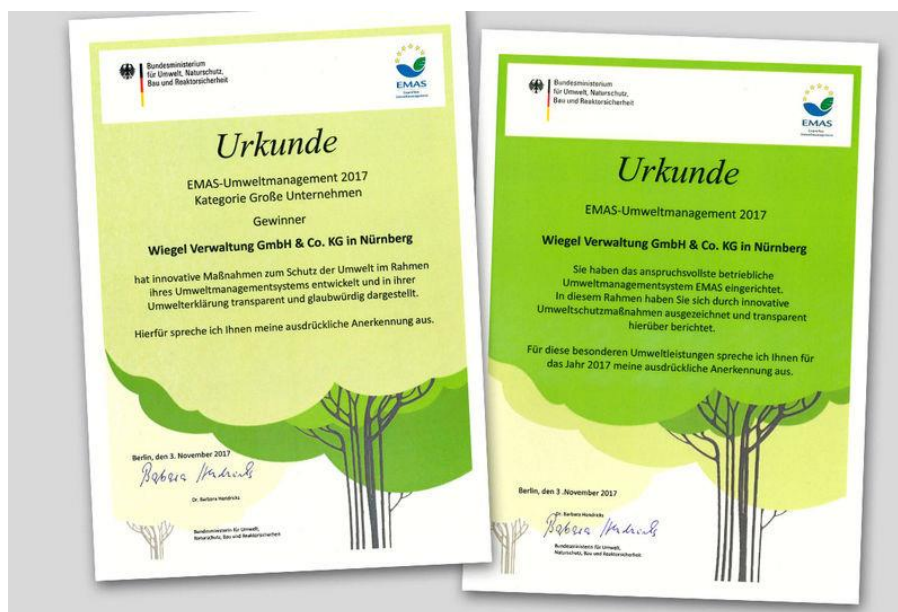 Bundesministerium
für Umwelt, Naturschutz,
Bau und Reaktorsicherheit
EMAS
Urkunde
EMAS-Umweltmanagement 2017
Kategorie Große Unternehmen
Gewinner
Wiegel Verwaltung GmbH & Co. KG in Nürnberg
hat innovative Maßnahmen zum Schutz der Umwelt im Rahmen
ihres Umweltmanagementsystems entwickelt und in ihrer
Umwelterklärung transparent und glaubwürdig dargestellt.
Hierfür spreche ich Ihnen meine ausdrückliche Anerkennung aus.
Berlin, den 3. November 2017
Barbara Hendricks
Dr. Barbara Hendricks
Bundesministerin für Umwelt,
Naturschutz, Bau und Reaktorsicherheit
Bundesministerium
für Umwelt, Naturschutz,
Bau und Reaktorsicherheit
EMAS
Urkunde
EMAS-Umweltmanagement 2017
Wiegel Verwaltung GmbH & Co. KG in Nürnberg
Sie haben das anspruchsvollste betriebliche
Umweltmanagementsystem EMAS eingerichtet.
In diesem Rahmen haben Sie sich durch innovative
Umweltschutzmaßnahmen ausgezeichnet und transparent
hierüber berichtet.
Für diese besonderen Umweltleistungen spreche ich Ihnen für
das Jahr 2017 meine ausdrückliche Anerkennung aus.
Berlin, den 3 .November 2017
Dr. Barbara Hendricks
Barbara Hendricks
Bundesministerin für Umwelt,
Naturschutz, Bau und Reaktorsicherheit